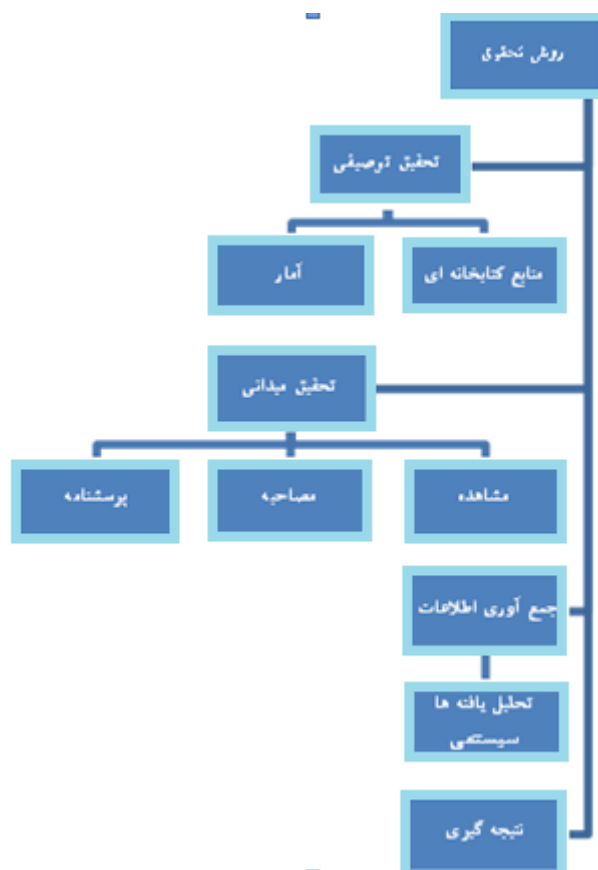 روش تحقیق
تحقیق توصیفی
منابع کتابخانه ای
آمار
تحقیق میدانی
مشاهده
مصاحبه
پرسشنامه
جمع آوری اطلاعات
تحلیل یافته ها
سیستمی
نتیجه گیری